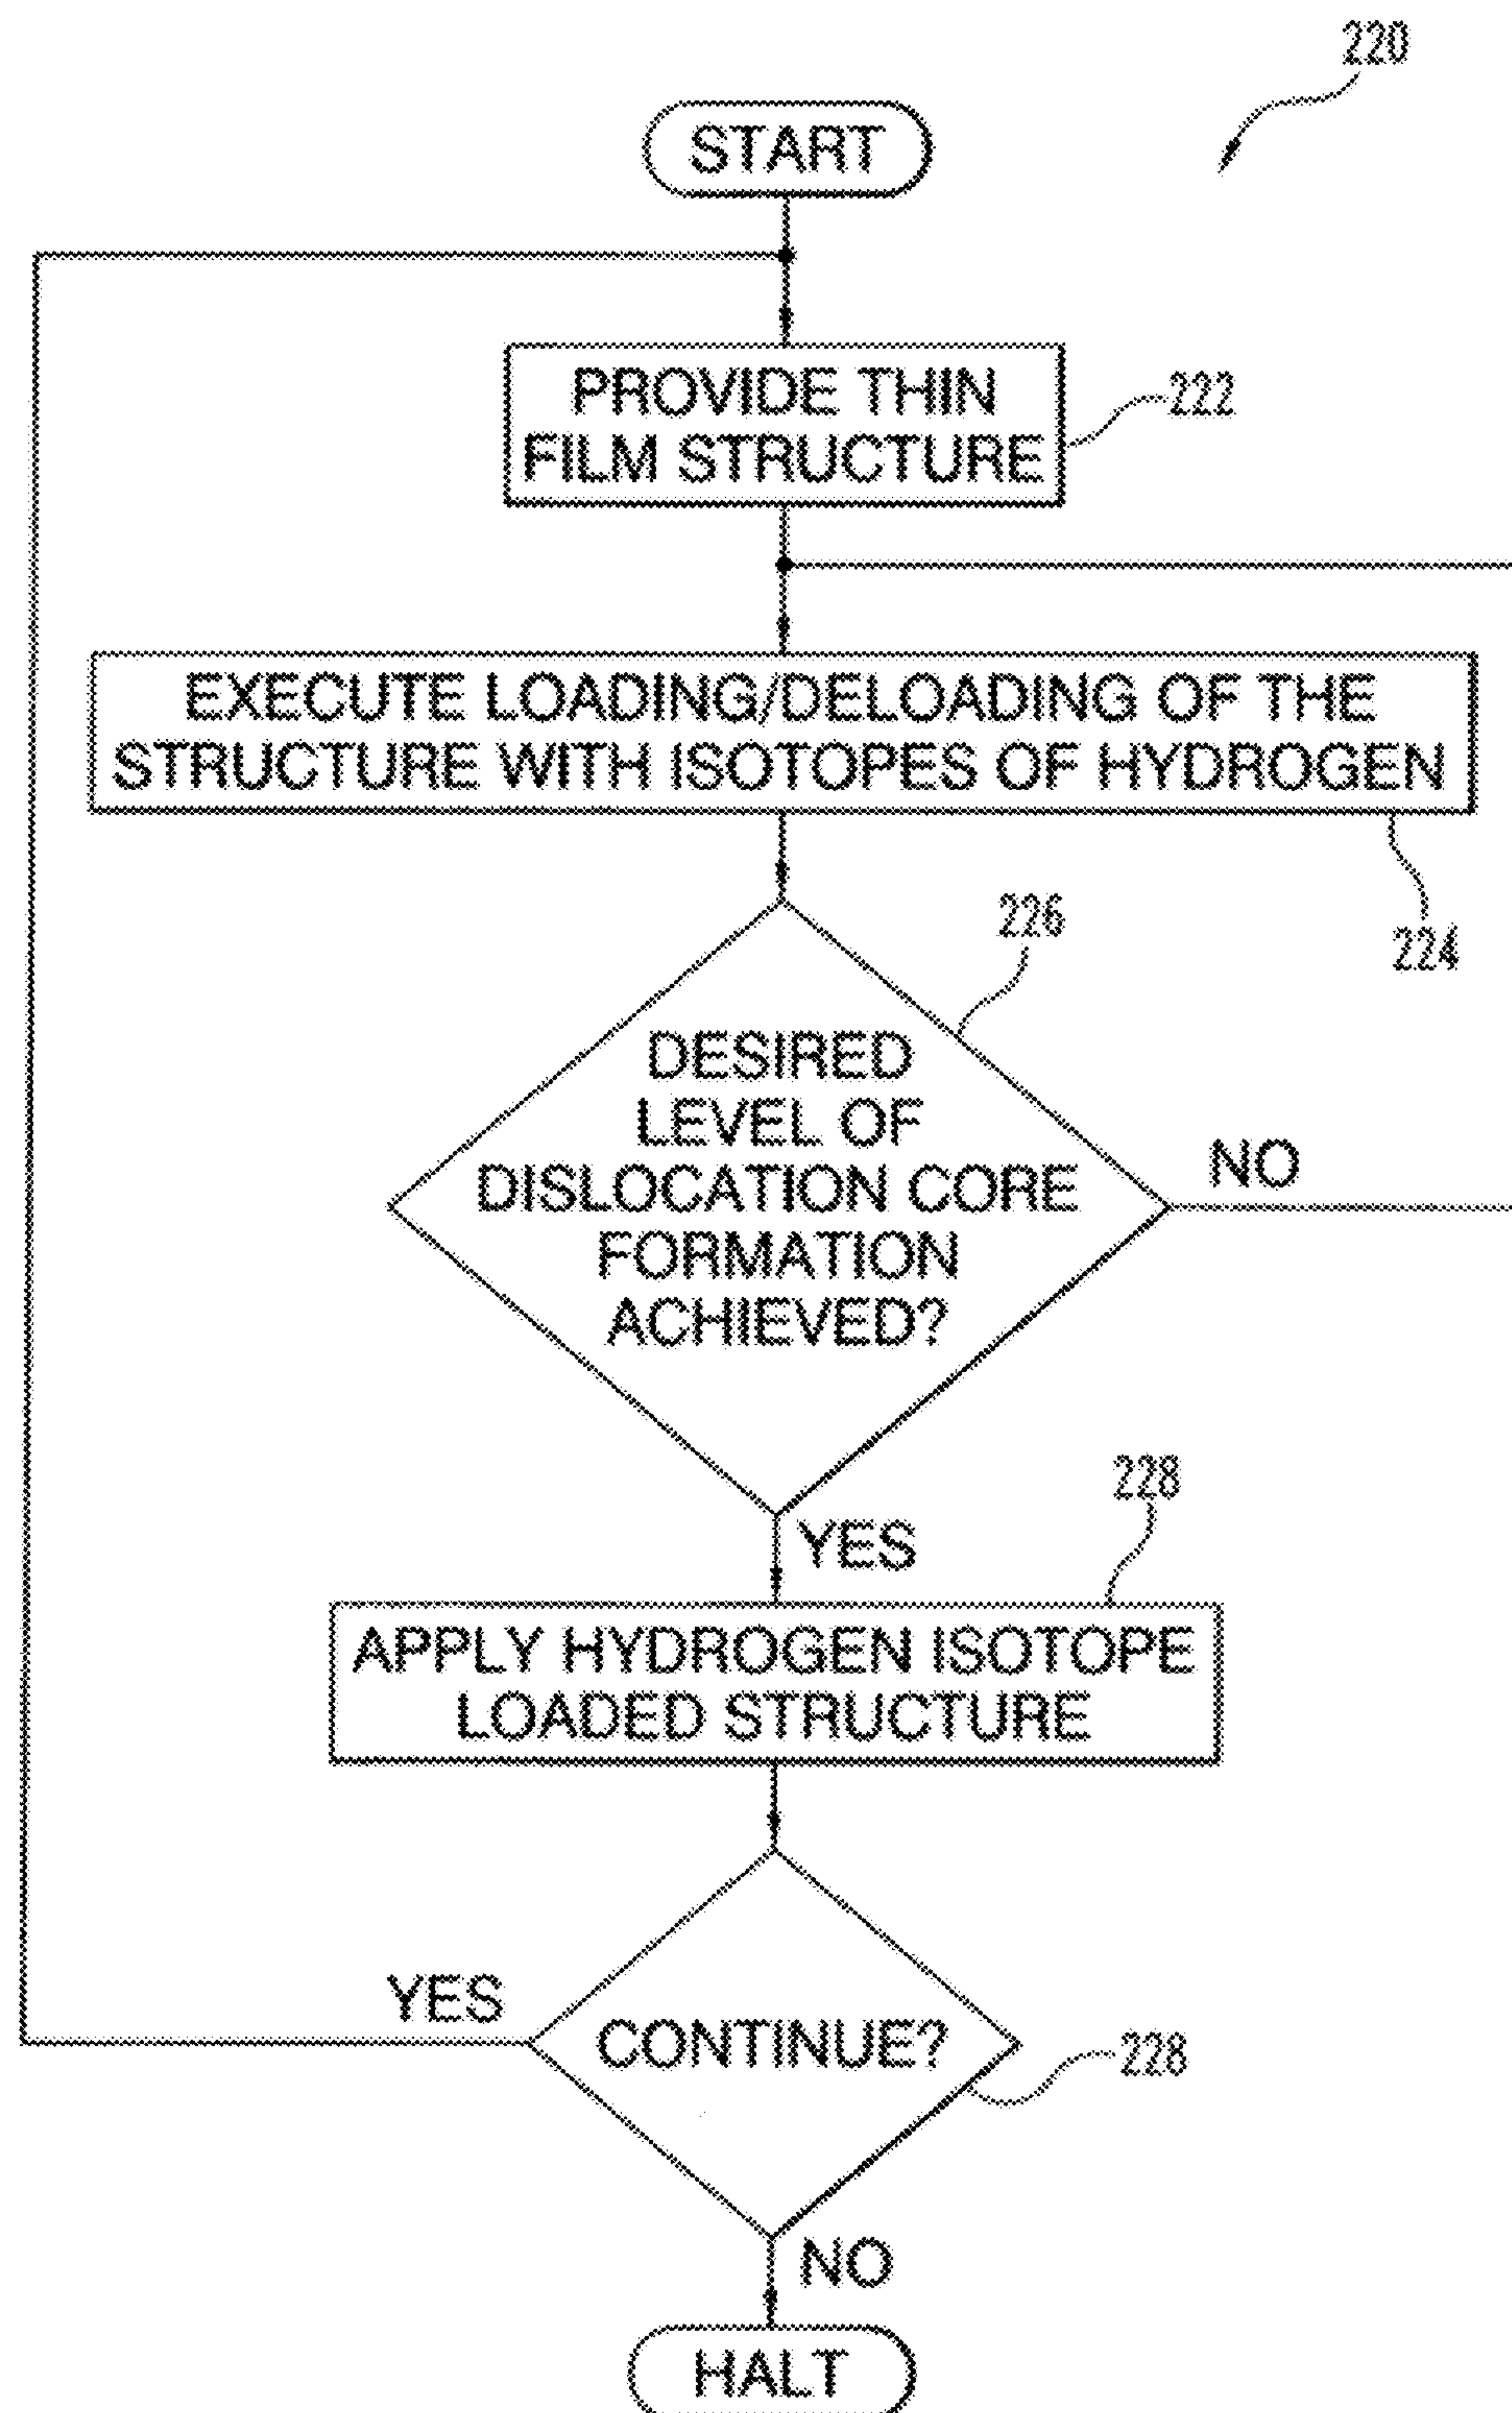 220
START
PROVIDE THIN
FILM STRUCTURE
222
EXECUTE LOADING/DELOADING OF THE
STRUCTURE WITH ISOTOPES OF HYDROGEN
224
226
DESIRED
LEVEL OF
DISLOCATION CORE
FORMATION
ACHIEVED?
NO
YES
228
APPLY HYDROGEN ISOTOPE
LOADED STRUCTURE
YES
CONTINUE?
228
NO
HALT